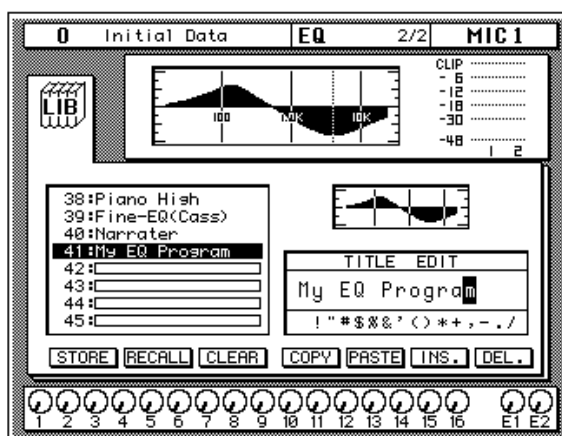 0 Initial Data EQ 2/2 MIC 1
CLIP
- 6
-12
-18
-30
-48
1 2
LIB
100 1.0K 10K
38:Piano High
39:Fine-EQ(Cass)
40:Narrater
41:My EQ Program
42:
43:
44:
45:
TITLE EDIT
My EQ Program
!"#$%&'()*+,-./
STORE RECALL CLEAR COPY PASTE INS. DEL.
1 2 3 4 5 6 7 8 9 10 11 12 13 14 15 16 E1 E2